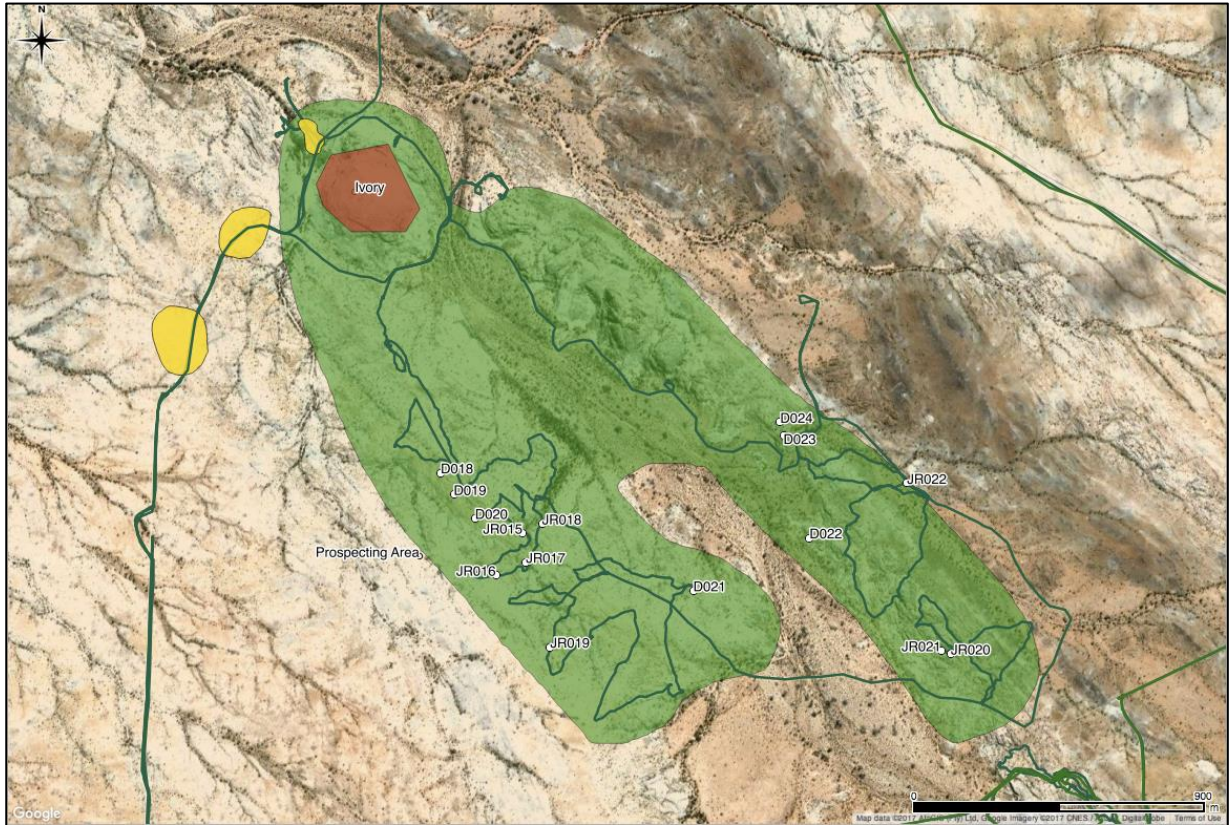 N
Ivory
D024
D023
D018
JR022
D019
D020
JR018
JR015
D022
Prospecting Area
JR017
JR016
D021
JR019
JR021
JR020
0
900
m
Google
Map data ©2017 AfriGIS (Pty) Ltd, Google Imagery ©2017 CNES / Airbus, DigitalGlobe Terms of Use